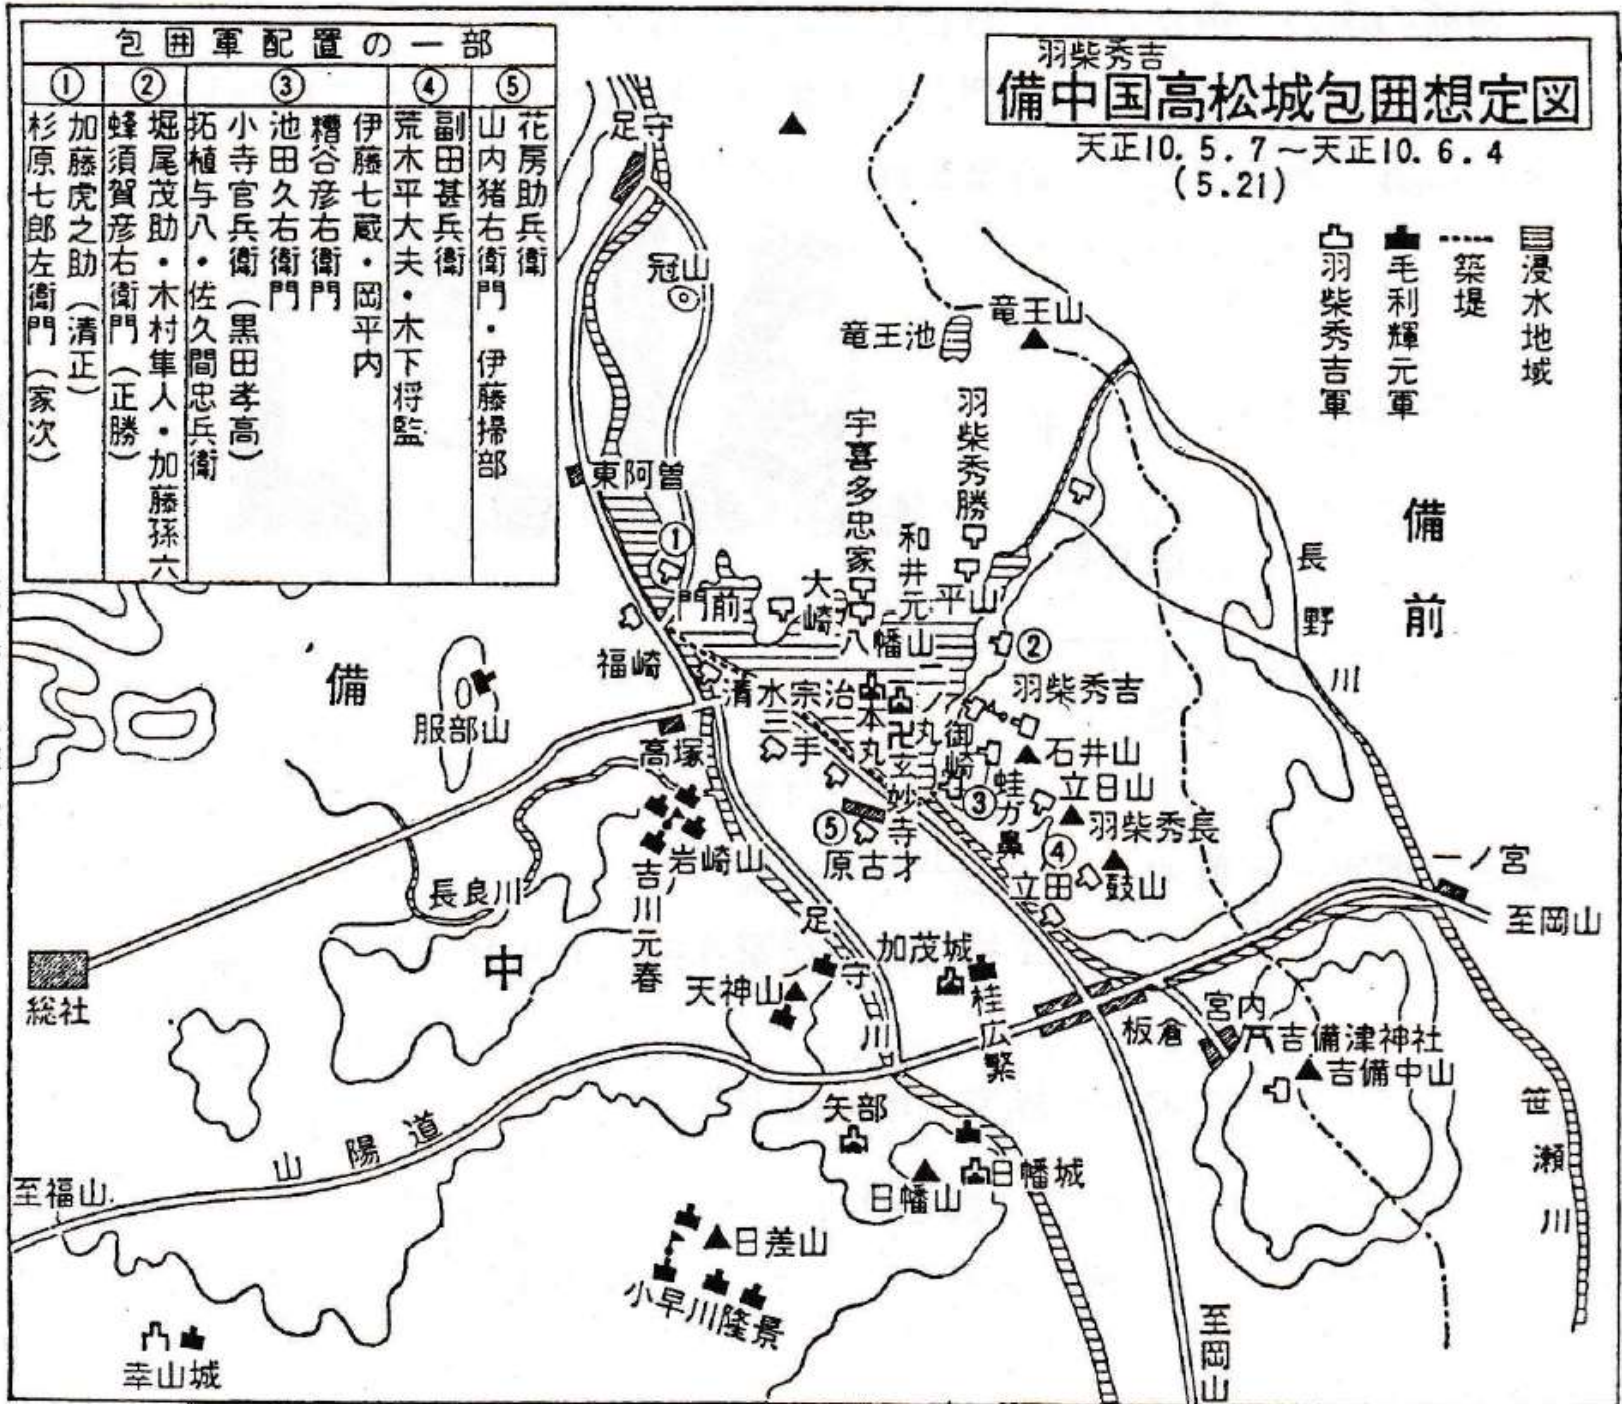 包囲軍配置の一部
①
杉原七郎左衛門(家次)
加藤虎之助(清正)
②
蜂須賀彦右衛門(正勝)
堀尾茂助・木村隼人・加藤孫六
③
拓植与八・佐久間忠兵衛
小寺官兵衛(黒田孝高)
池田久右衛門
糟谷彦右衛門
伊藤七蔵・岡平内
④
荒木平大夫・木下将監
副田甚兵衛
⑤
山内猪右衛門・伊藤掃部
花房助兵衛
羽柴秀吉
備中国高松城包囲想定図
天正10.5.7～天正10.6.4
(5.21)
浸水地域
築堤
毛利輝元軍
羽柴秀吉軍
足守
冠山
竜王山
竜王池
東阿曽
羽柴秀勝
宇喜多忠家
和井元
平山
①
門前
大崎
八幡山
②
福崎
清水宗治
本丸
二ノ丸
三手
羽柴秀吉
御崎
石井山
玄妙寺
蛙ガ鼻
③
立日山
羽柴秀長
④
鼓山
立田
⑤
原古才
備前
長野川
備中
服部山
高塚
岩崎山
吉川元春
長良川
総社
足守川
天神山
加茂城
桂広繁
板倉
宮内
吉備津神社
吉備中山
一ノ宮
至岡山
笹瀬川
山陽道
至福山
矢部
日幡山
日幡城
日差山
小早川隆景
幸山城
至岡山